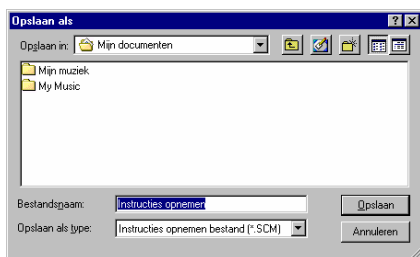 Opslaan als
Opslaan in: Mijn documenten
Mijn muziek
My Music
Bestandsnaam: Instructies opnemen Opslaan
Opslaan als type: Instructies opnemen bestand (*.SCM) Annuleren